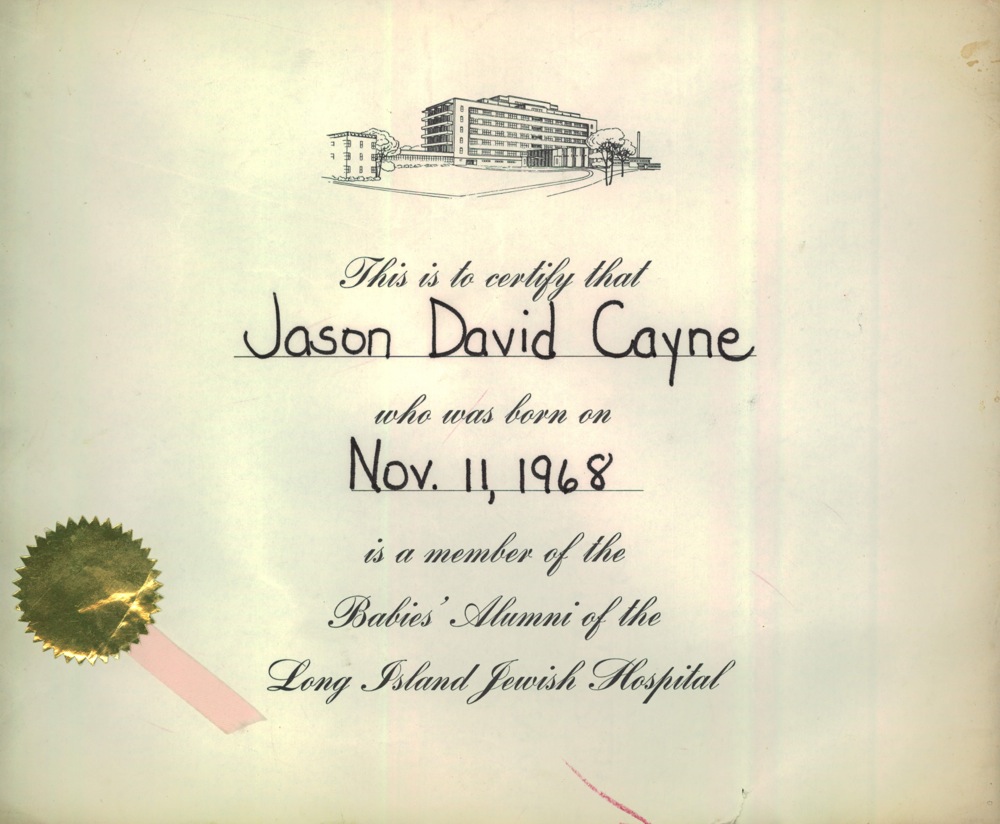 This is to certify that
Jason David Cayne
who was born on
Nov. 11, 1968
is a member of the
Babies' Alumni of the
Long Island Jewish Hospital